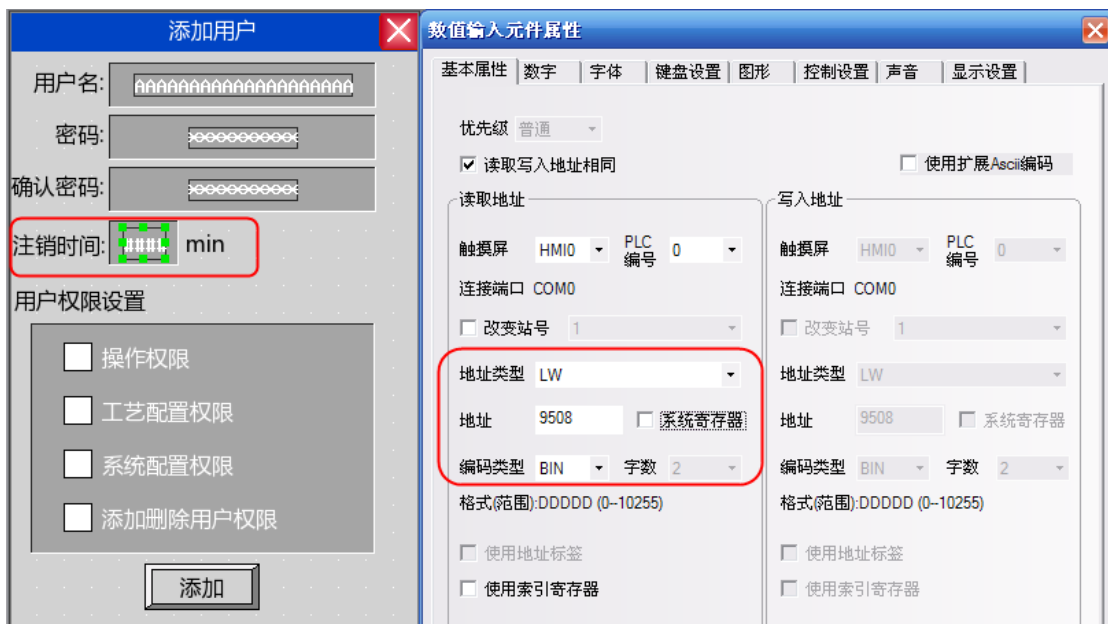 添加用户
用户名: AAAAAAAAAAAAAAAAAAAA
密码: **********
确认密码: **********
注销时间: #### min
用户权限设置
操作权限
工艺配置权限
系统配置权限
添加删除用户权限
添加
数值输入元件属性
基本属性 数字 字体 键盘设置 图形 控制设置 声音 显示设置
优先级 普通
读取写入地址相同 使用扩展Ascii编码
读取地址
触摸屏 HMI0 PLC编号 0
连接端口 COM0
改变站号 1
地址类型 LW
地址 9508 系统寄存器
编码类型 BIN 字数 2
格式(范围):DDDDD (0--10255)
使用地址标签
使用索引寄存器
写入地址
触摸屏 HMI0 PLC编号 0
连接端口 COM0
改变站号 1
地址类型 LW
地址 9508 系统寄存器
编码类型 BIN 字数 2
格式(范围):DDDDD (0--10255)
使用地址标签
使用索引寄存器